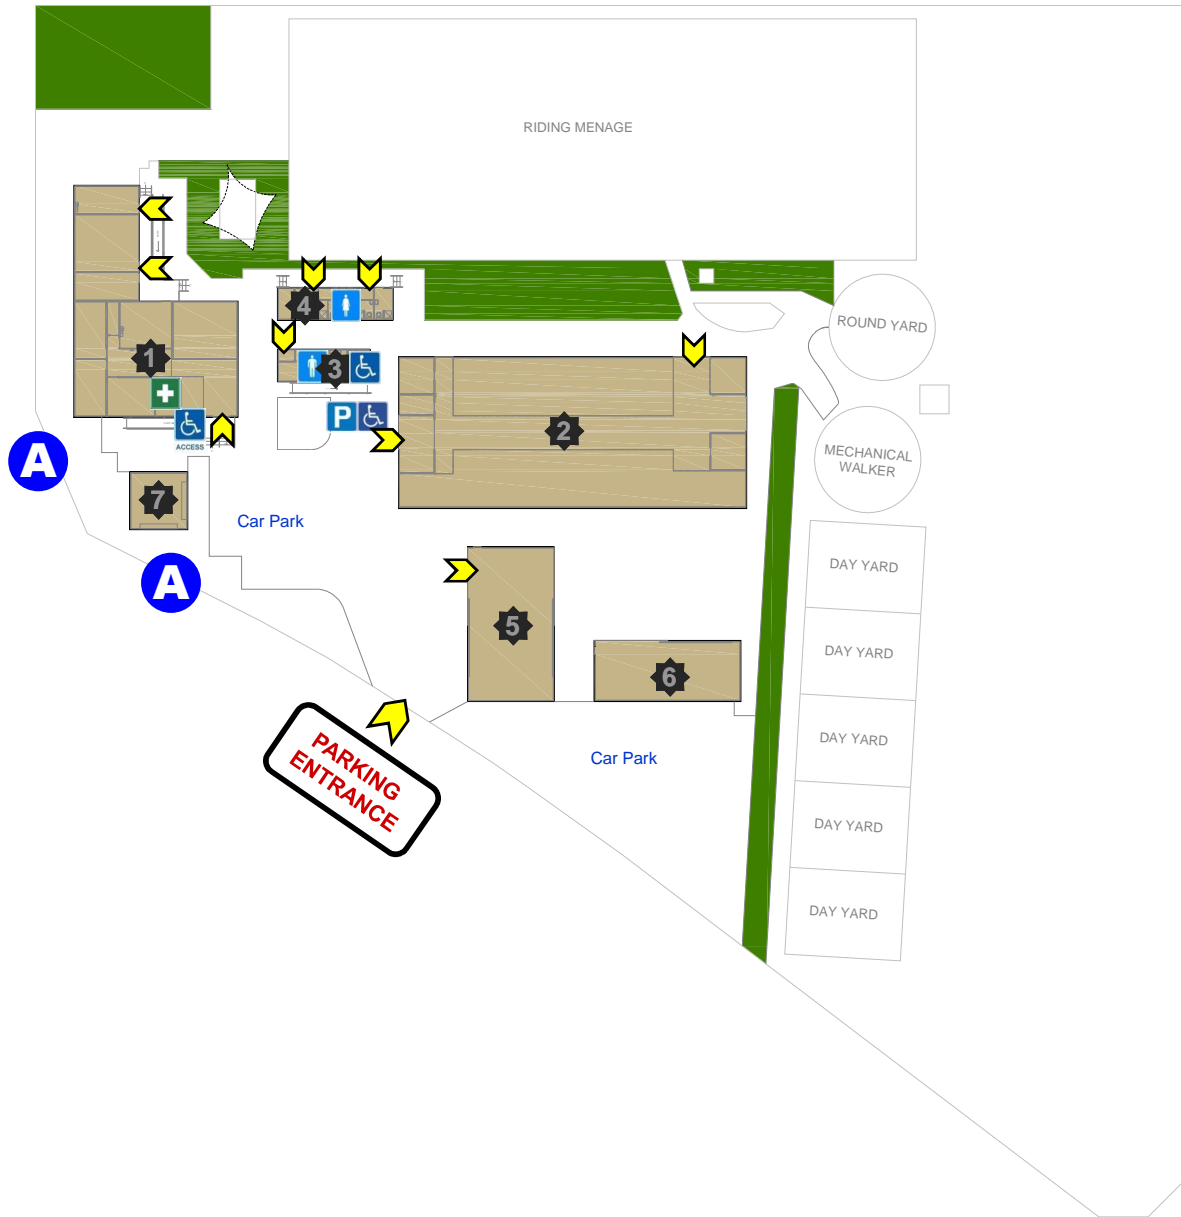 RIDING MENAGE
4
ROUND YARD
1
3
P
2
ACCESS
MECHANICAL
WALKER
A
7
Car Park
A
DAY YARD
5
DAY YARD
6
PARKING
ENTRANCE
Car Park
DAY YARD
DAY YARD
DAY YARD